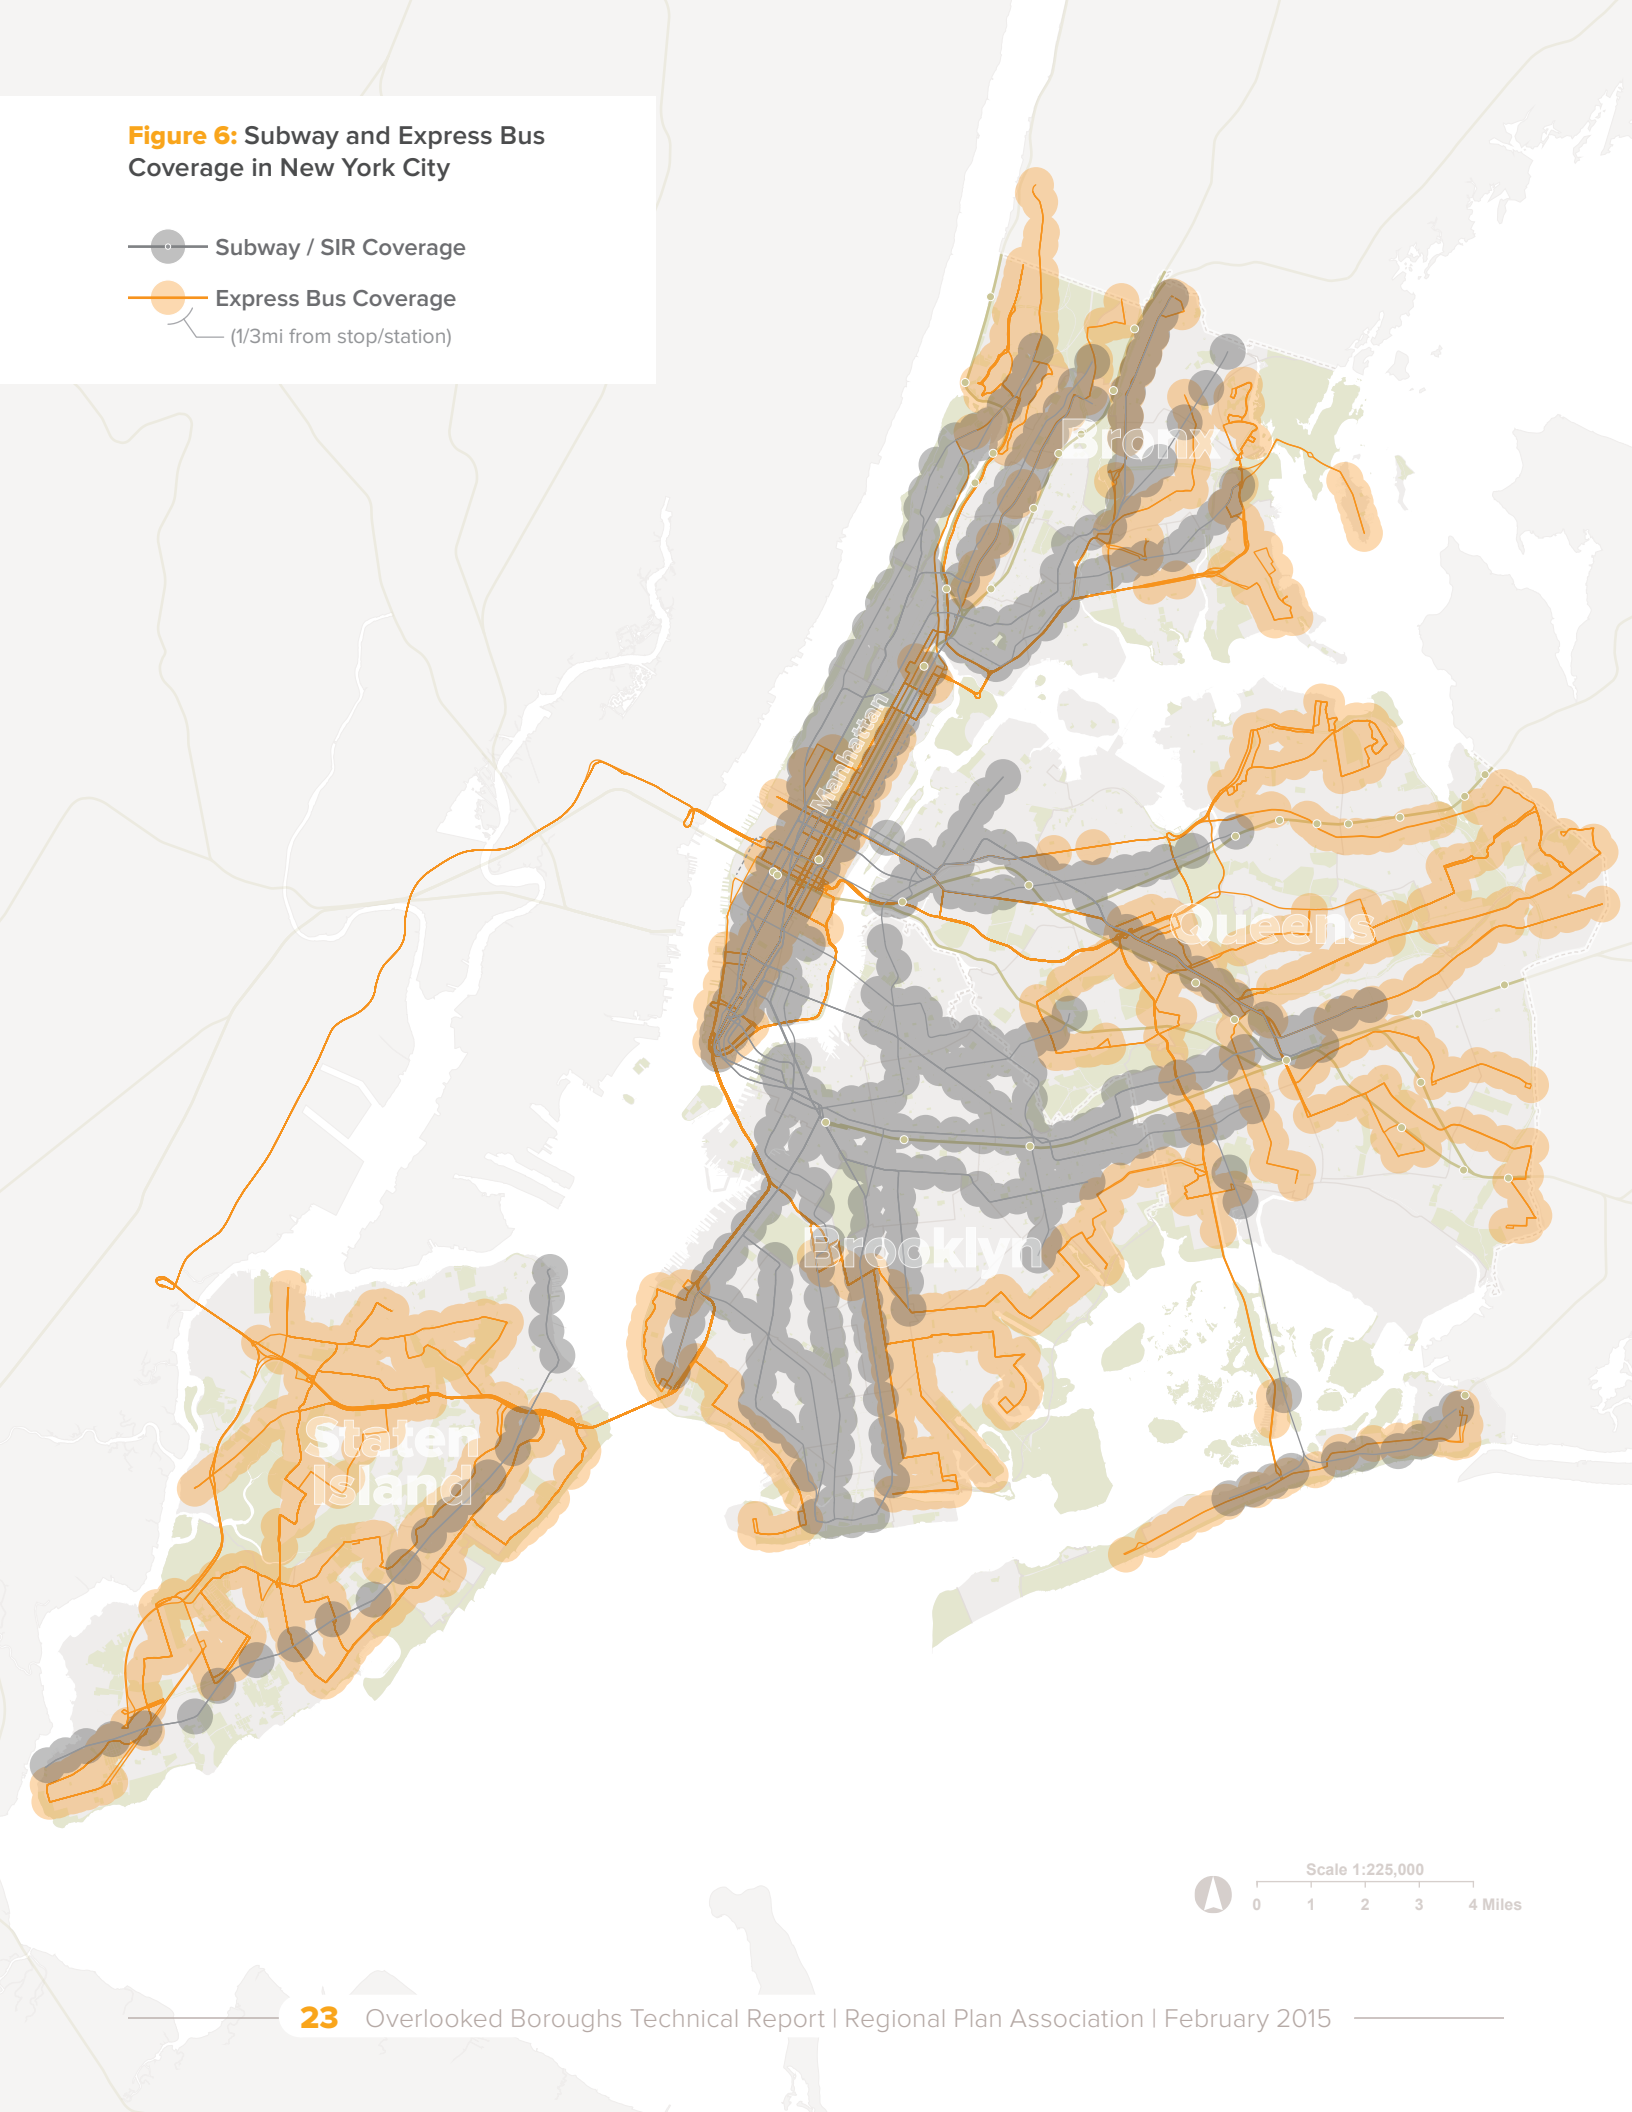 Figure 6: Subway and Express Bus
Coverage in New York City
Subway / SIR Coverage
Express Bus Coverage
(1/3mi from stop/station)
Bronx
Manhattan
Queens
Brooklyn
Staten
Island
Scale 1:225,000
0 1 2 3 4 Miles
23 Overlooked Boroughs Technical Report | Regional Plan Association | February 2015